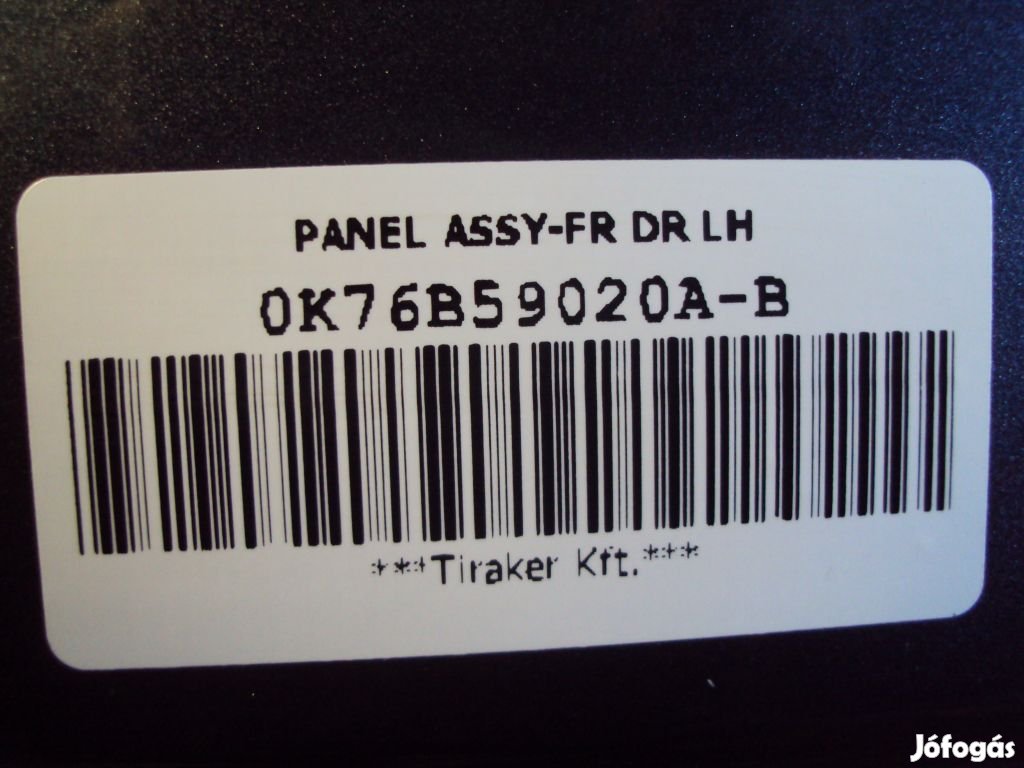 PANEL ASSY-FR DR LH
0K76B59020A-B
***Tiraker Kft.***
Jófogás